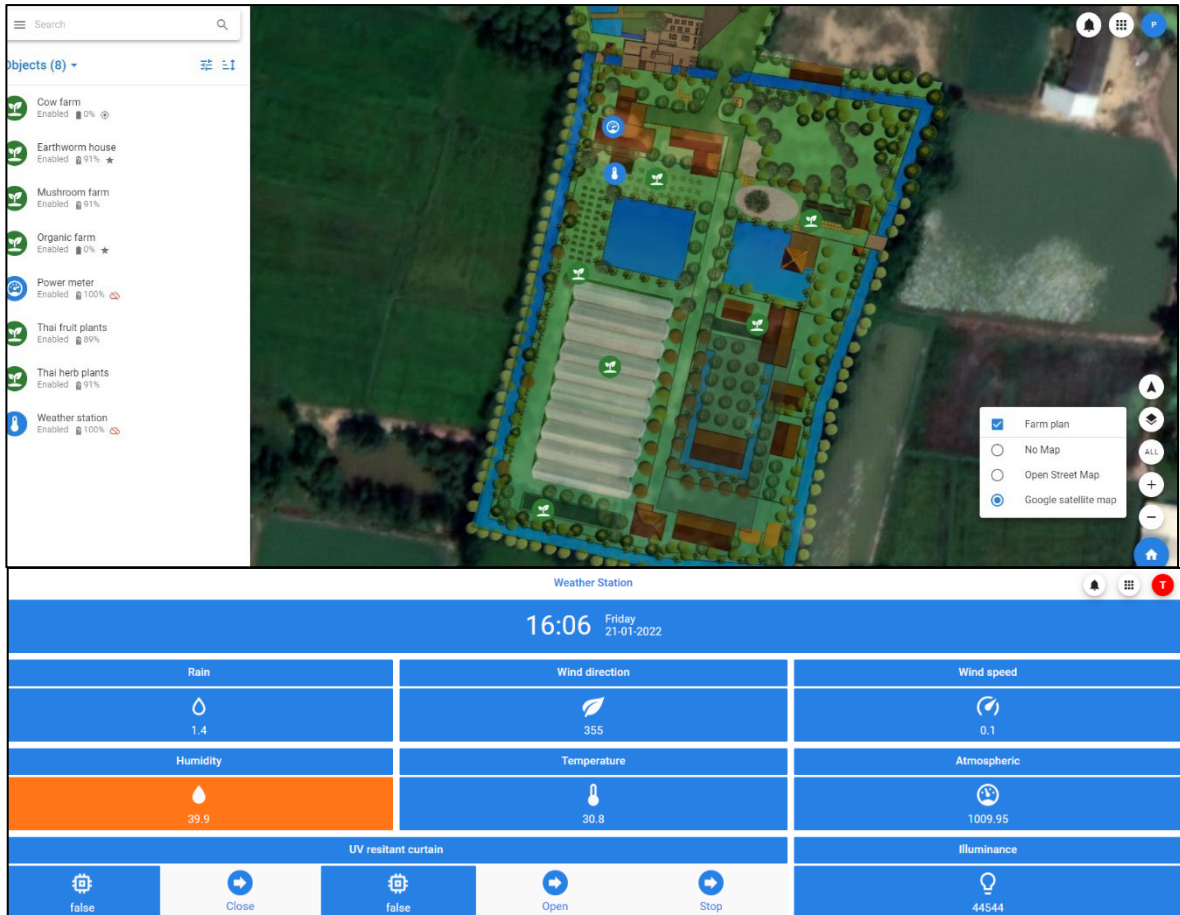 Search
Objects (8)
Cow farm
Enabled 0%
Earthworm house
Enabled 91%
Mushroom farm
Enabled 91%
Organic farm
Enabled 0%
Power meter
Enabled 100%
Thai fruit plants
Enabled 89%
Thai herb plants
Enabled 91%
Weather station
Enabled 100%
P
Farm plan
No Map
Open Street Map
Google satellite map
ALL
Weather Station
T
16:06 Friday
21-01-2022
Rain
Wind direction
Wind speed
1.4
355
0.1
Humidity
Temperature
Atmospheric
39.9
30.8
1009.95
UV resitant curtain
Illuminance
false
Close
false
Open
Stop
44544